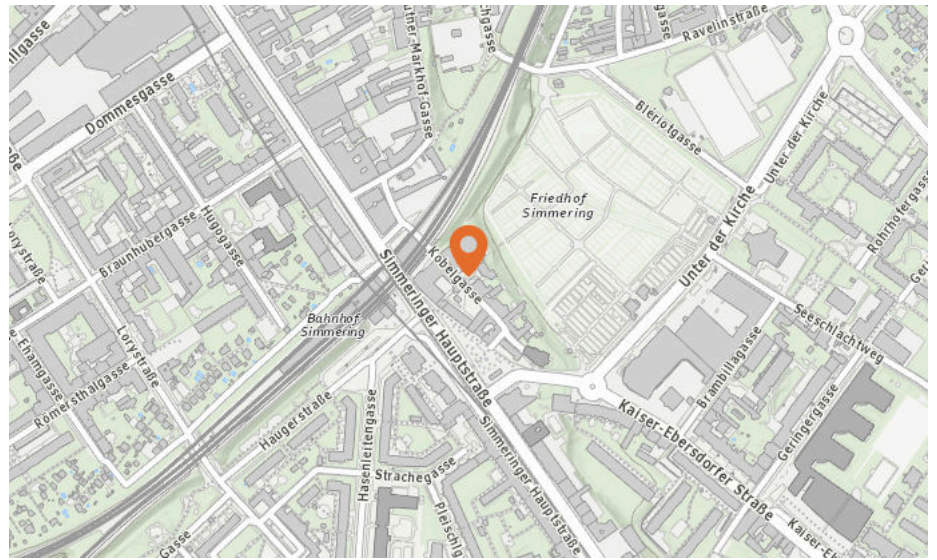 Dommesgasse
Ravelinstraße
Blériotgasse
Unter der Kirche
Rohrhofergasse
Friedhof
Simmering
Braunhubergasse
Hugogasse
Kobelgasse
Unter der Kirche
Simmeringer Hauptstraße
Bahnhof
Simmering
Lorystraße
Seeschlachtweg
Brambillagasse
Römersthalgasse
Geringergasse
Haugerstraße
Hasenleitengasse
Kaiser-Ebersdorfer Straße
Strachegasse
Simmeringer Hauptstraße
Gasse